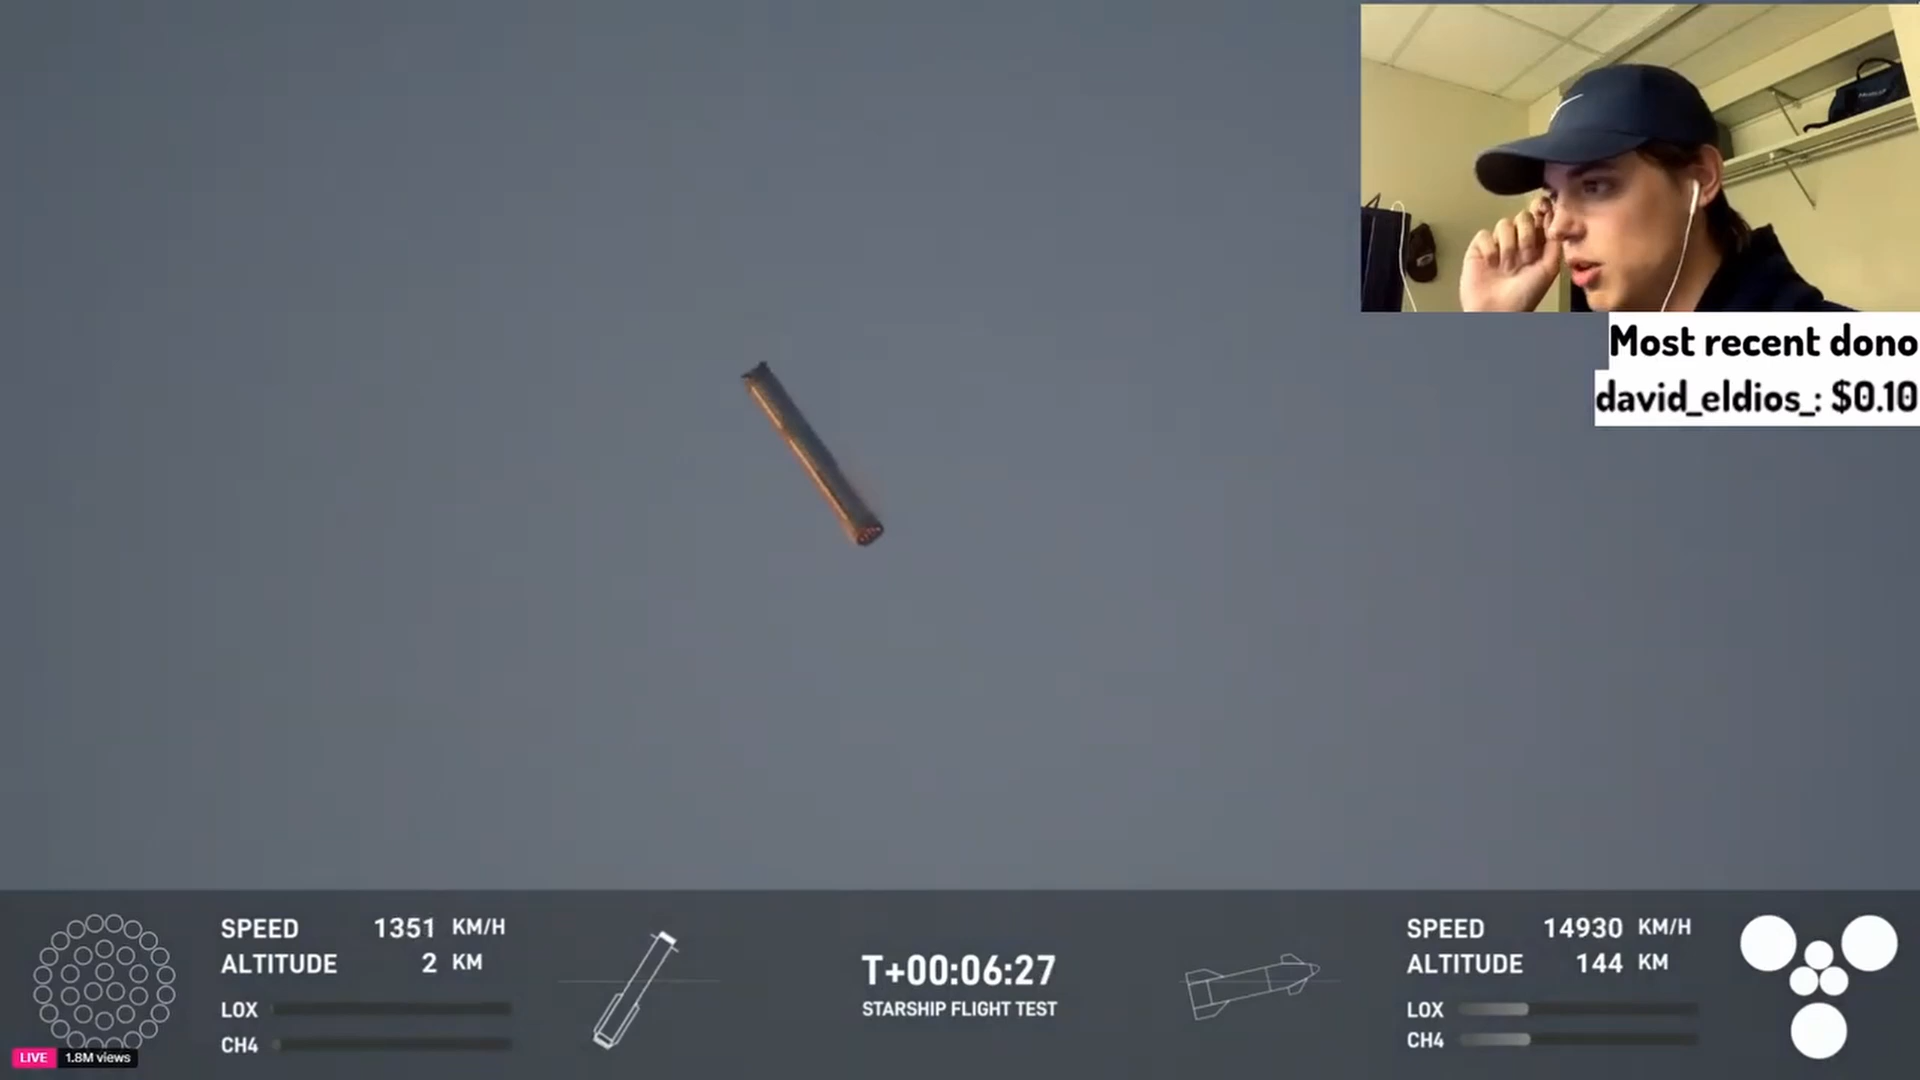 Most recent dono
david_eldios_: $0.10
SPEED 1351 KM/H
ALTITUDE 2 KM
LOX
CH4
T+00:06:27
STARSHIP FLIGHT TEST
SPEED 14930 KM/H
ALTITUDE 144 KM
LOX
CH4
LIVE 1.8M views